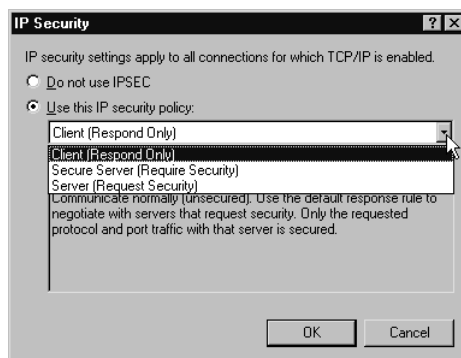 IP Security
IP security settings apply to all connections for which TCP/IP is enabled.
Do not use IPSEC
Use this IP security policy:
Client (Respond Only)
Client (Respond Only)
Secure Server (Require Security)
Server (Request Security)
Communicate normally (unsecured). Use the default response rule to
negotiate with servers that request security. Only the requested
protocol and port traffic with that server is secured.
OK
Cancel